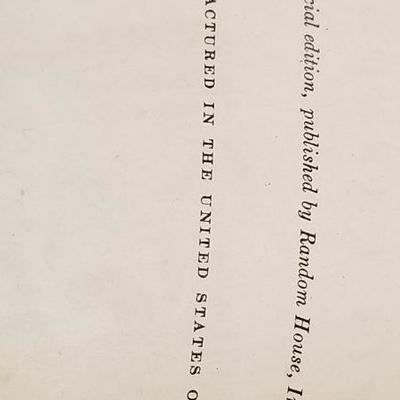 cial edition, published by Random House, I
ACTURED IN THE UNITED STATES O